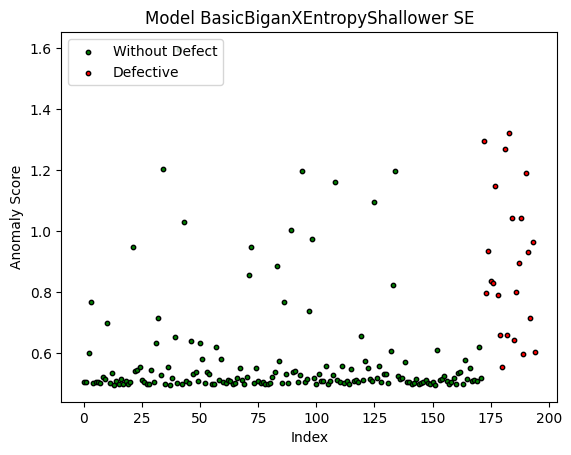 Model BasicBiganXEntropyShallower SE
Without Defect
Defective
Anomaly Score
1.6
1.4
1.2
1.0
0.8
0.6
0 25 50 75 100 125 150 175 200
Index